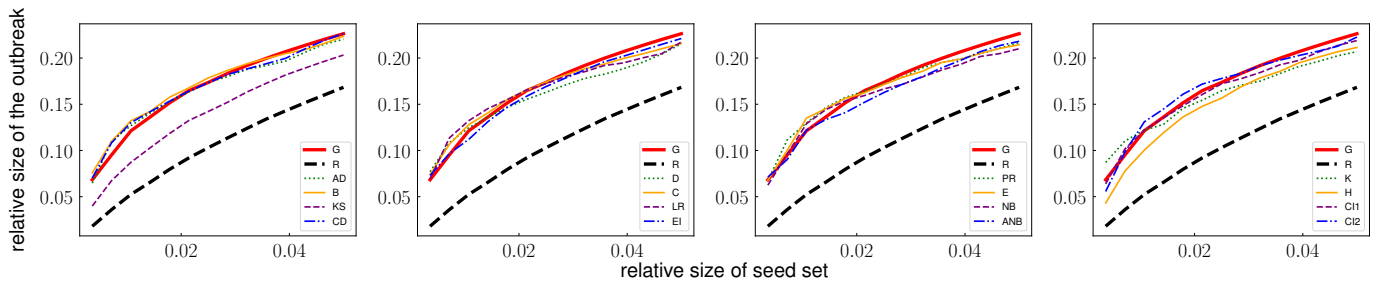 relative size of the outbreak
0.20
0.15
0.10
0.05
0.02
0.04
G
R
AD
B
KS
CD
0.20
0.15
0.10
0.05
0.02
0.04
G
R
D
C
LR
EI
0.20
0.15
0.10
0.05
0.02
0.04
G
R
PR
E
NB
ANB
0.20
0.15
0.10
0.05
0.02
0.04
G
R
K
H
CI1
CI2
relative size of seed set